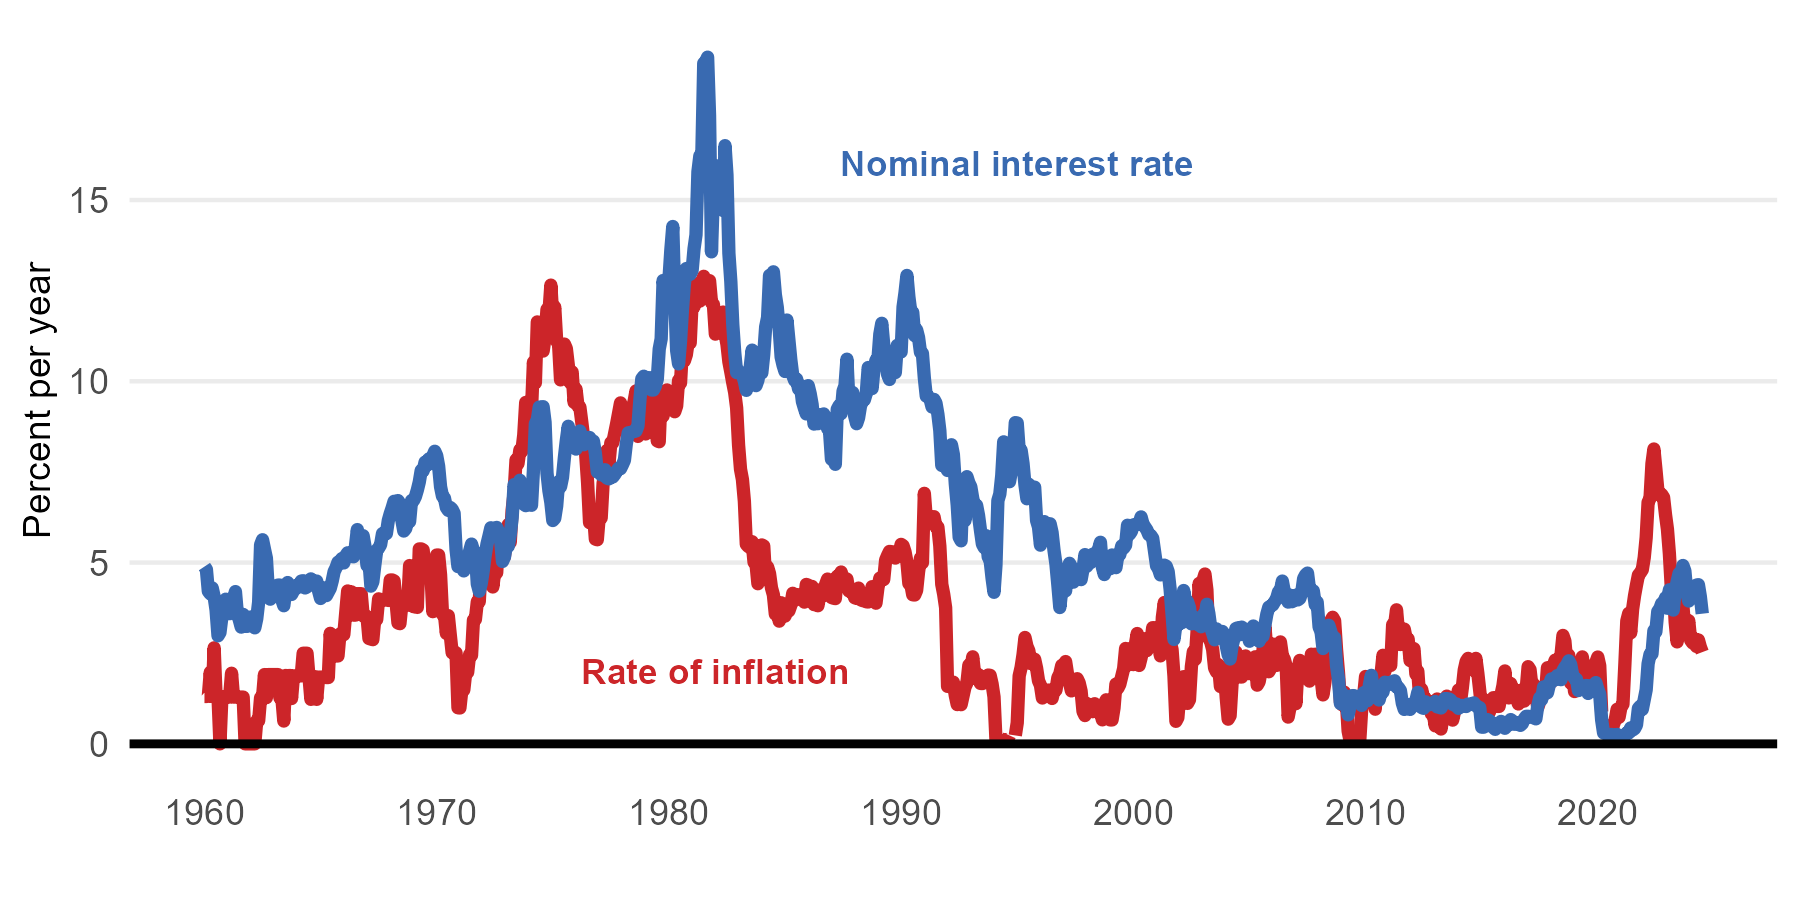 Nominal interest rate
15
10
Percent per year
5
Rate of inflation
0
1960 1970 1980 1990 2000 2010 2020